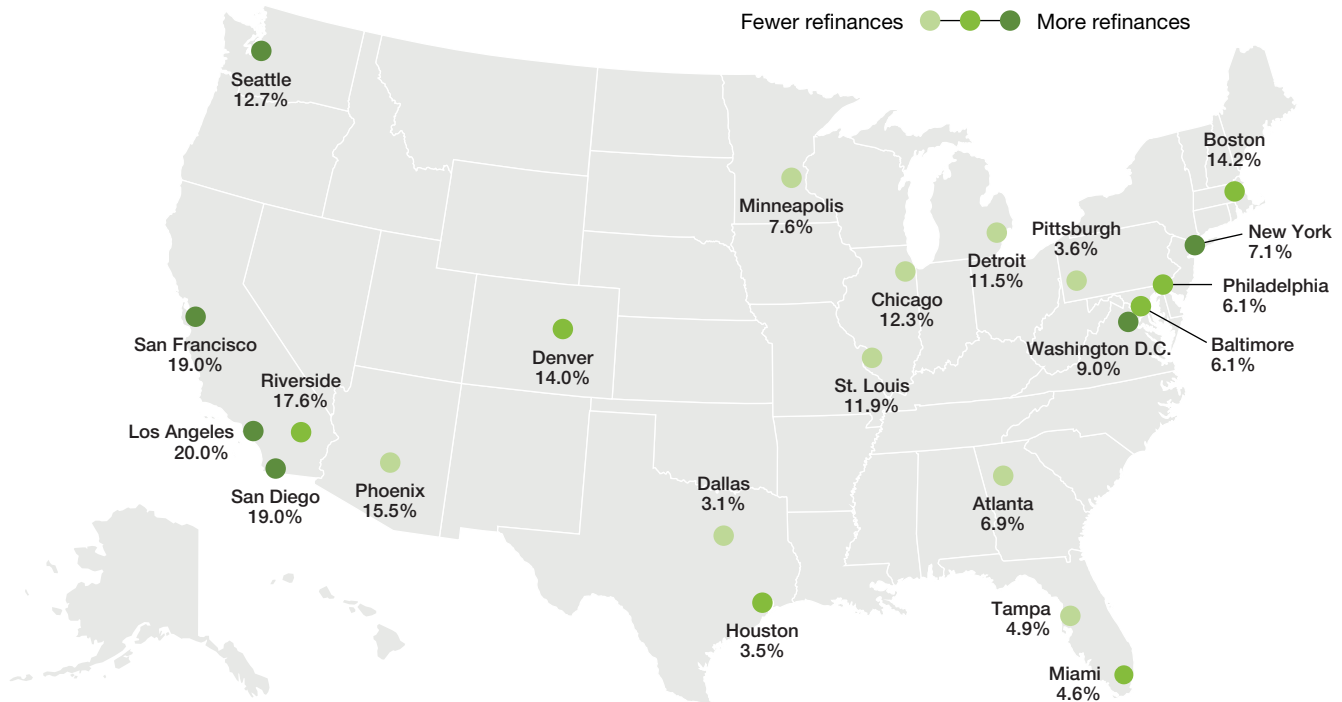 Fewer refinances
More refinances
Seattle
12.7%
Boston
14.2%
Minneapolis
7.6%
Pittsburgh
3.6%
New York
7.1%
Detroit
11.5%
Chicago
12.3%
Philadelphia
6.1%
San Francisco
19.0%
Denver
14.0%
Washington D.C.
9.0%
Baltimore
6.1%
Riverside
17.6%
St. Louis
11.9%
Los Angeles
20.0%
San Diego
19.0%
Phoenix
15.5%
Dallas
3.1%
Atlanta
6.9%
Houston
3.5%
Tampa
4.9%
Miami
4.6%